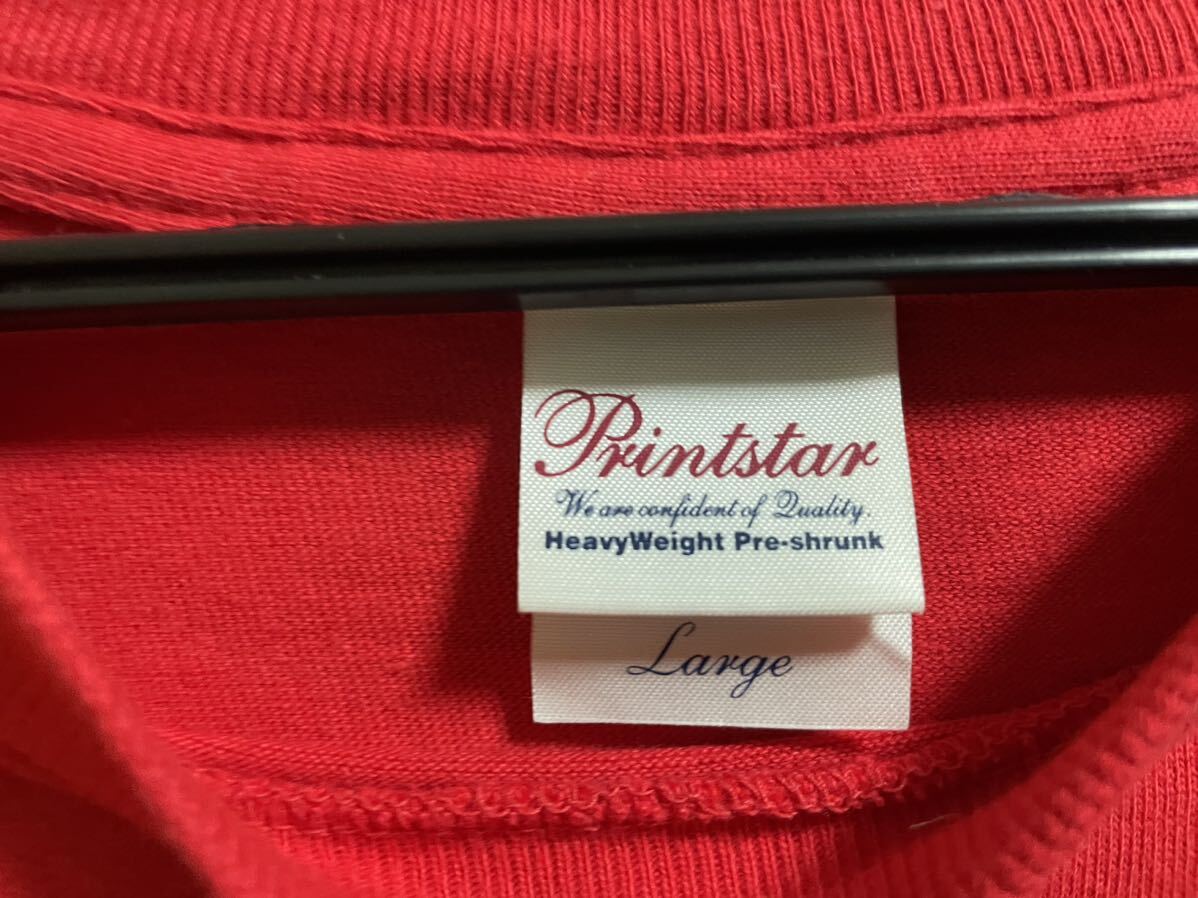 Printstar
We are confident of Quality.
HeavyWeight Pre-shrunk
Large